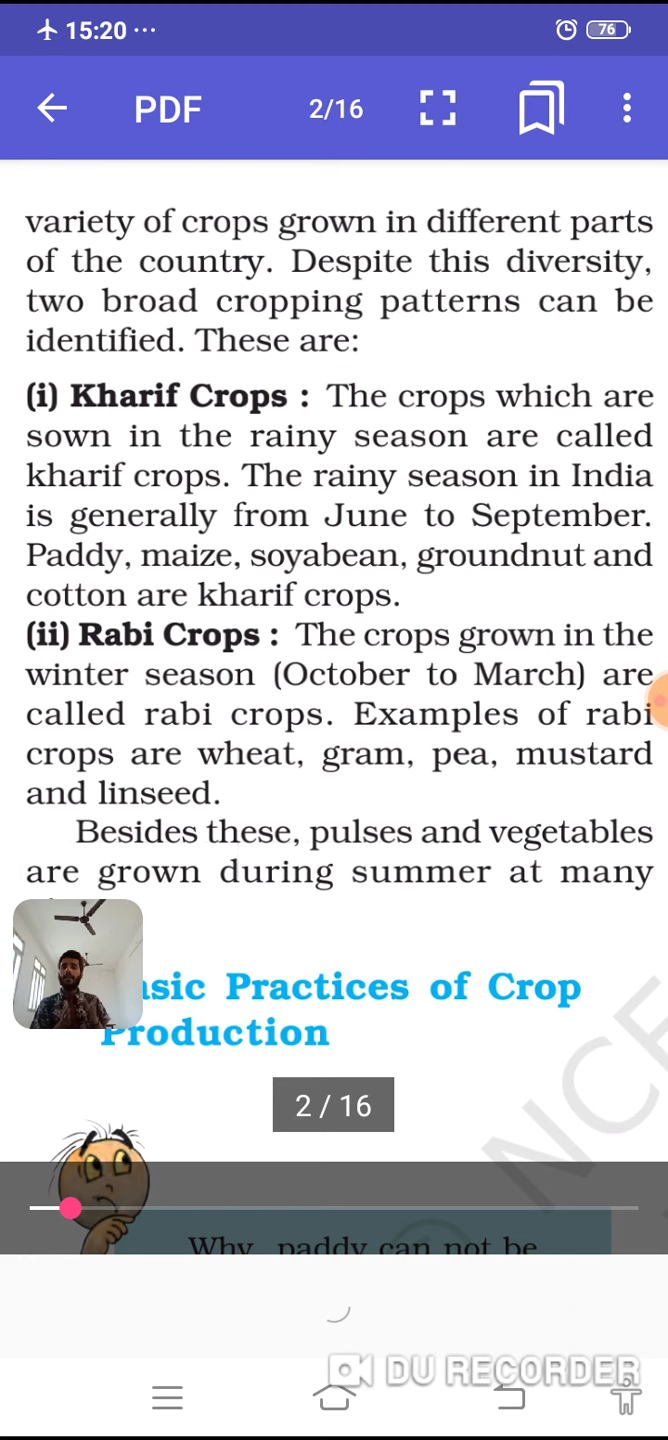 15:20 ...
76
PDF
2/16
variety of crops grown in different parts
of the country. Despite this diversity,
two broad cropping patterns can be
identified. These are:
(i) Kharif Crops : The crops which are
sown in the rainy season are called
kharif crops. The rainy season in India
is generally from June to September.
Paddy, maize, soyabean, groundnut and
cotton are kharif crops.
(ii) Rabi Crops : The crops grown in the
winter season (October to March) are
called rabi crops. Examples of rabi
crops are wheat, gram, pea, mustard
and linseed.
Besides these, pulses and vegetables
are grown during summer at many
Practices of Crop
Production
2 / 16
Why paddy can not be
DU RECORDER